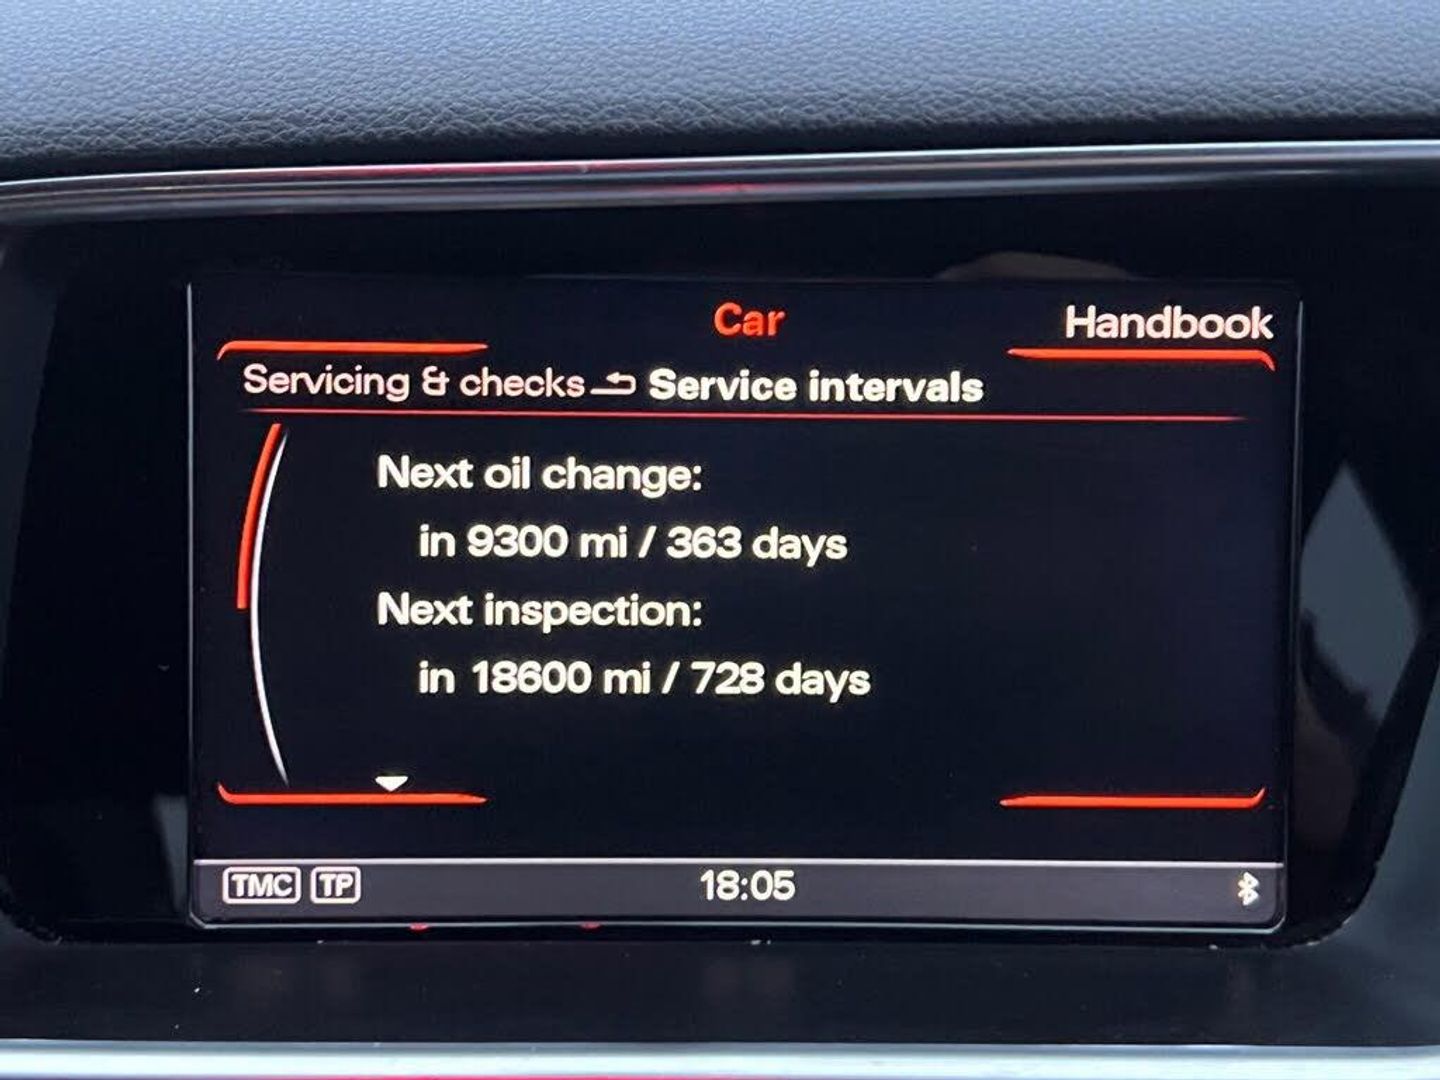 Car
Handbook
Servicing & checks Service intervals
Next oil change:
in 9300 mi / 363 days
Next inspection:
in 18600 mi / 728 days
TMC TP 18:05